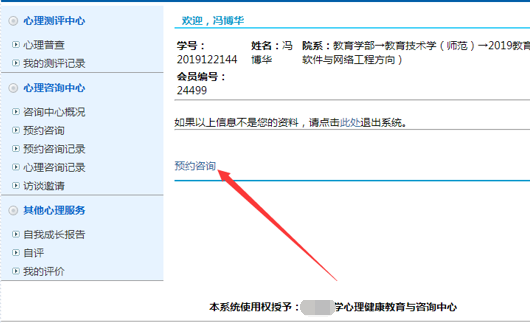 心理测评中心
心理普查
我的测评记录
心理咨询中心
咨询中心概况
预约咨询
预约咨询记录
心理咨询记录
访谈邀请
其他心理服务
自我成长报告
自评
我的评价
欢迎，冯博华
学号： 姓名：冯 院系：教育学部→教育技术学（师范）→2019教育
2019122144 博华 软件与网络工程方向）
会员编号：
24499
如果以上信息不是您的资料，请点击此处退出系统。
预约咨询
本系统使用权授予： 学心理健康教育与咨询中心